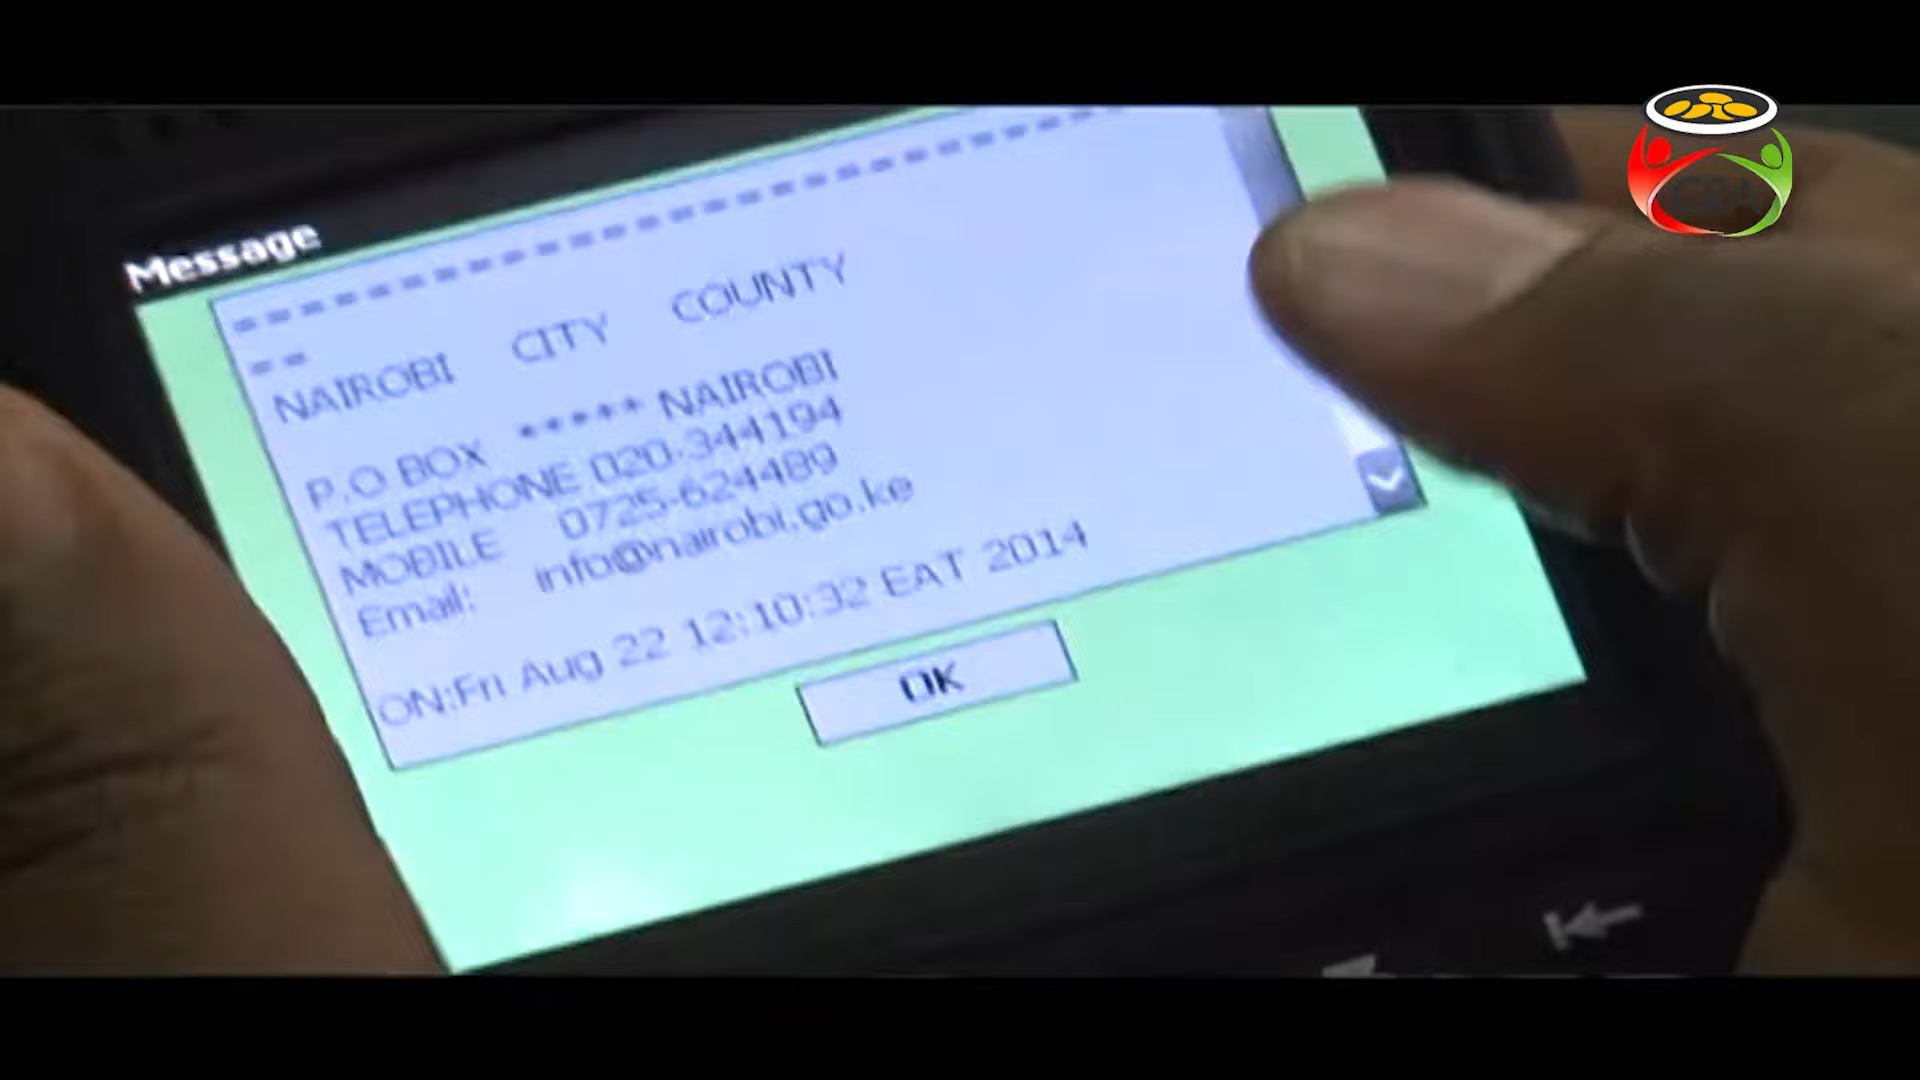 Message
------------------------------
--
NAIROBI CITY COUNTY
P.O BOX ***** NAIROBI
TELEPHONE 020-344194
MOBILE 0725-624489
Email: info@nairobi.go.ke
ON:Fri Aug 22 12:10:32 EAT 2014
OK
CRA